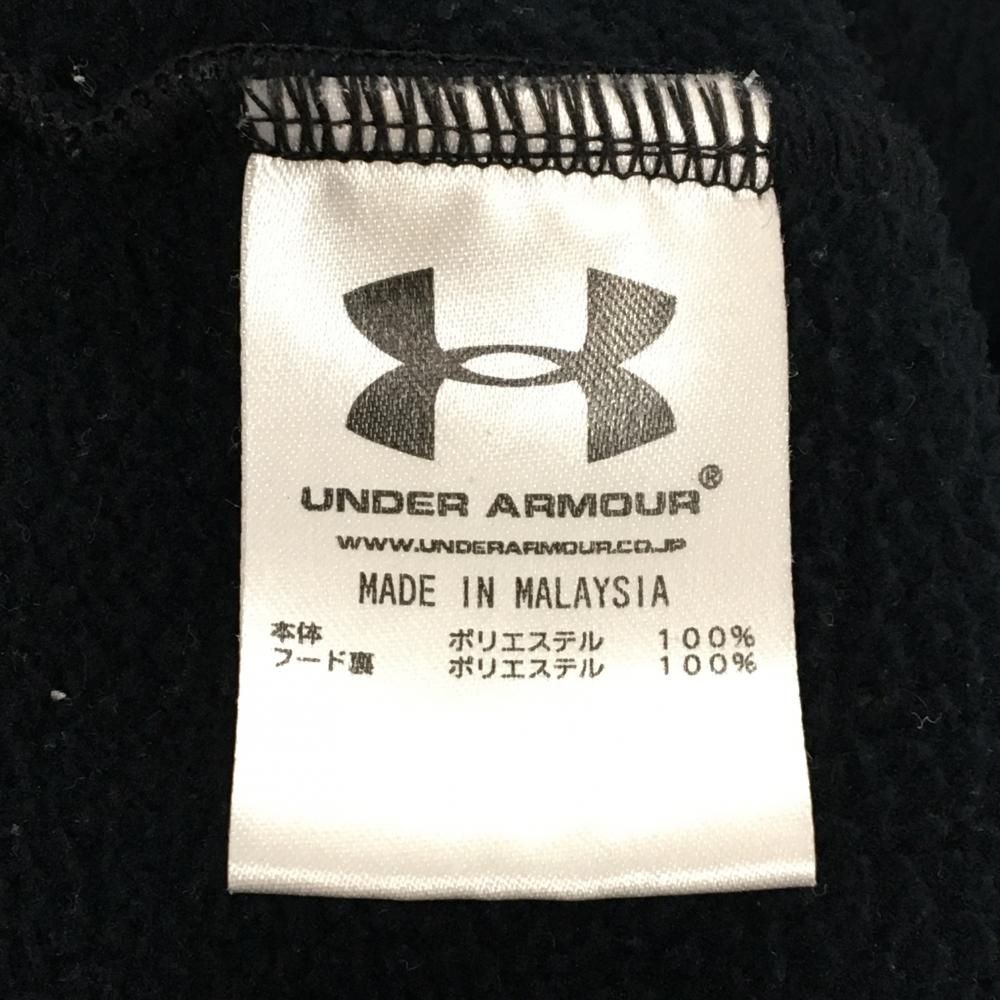 UNDER ARMOUR®
WWW.UNDERARMOUR.CO.JP
MADE IN MALAYSIA
本体 ポリエステル 100%
フード裏 ポリエステル 100%